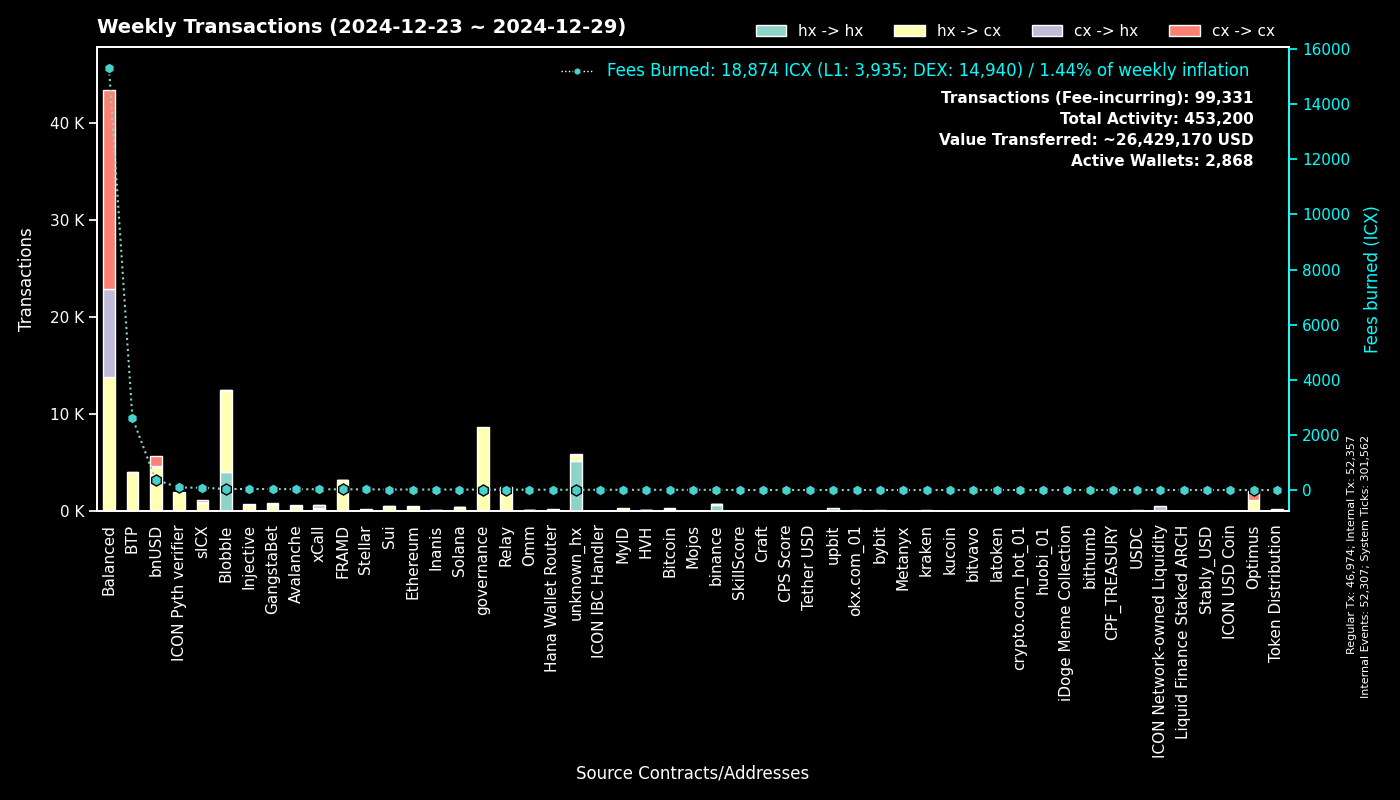 Weekly Transactions (2024-12-23 ~ 2024-12-29)
hx -> hx
hx -> cx
cx -> hx
cx -> cx
Fees Burned: 18,874 ICX (L1: 3,935; DEX: 14,940) / 1.44% of weekly inflation
Transactions (Fee-incurring): 99,331
Total Activity: 453,200
Value Transferred: ~26,429,170 USD
Active Wallets: 2,868
Transactions
40 K
30 K
20 K
10 K
0 K
16000
14000
12000
10000
8000
6000
4000
2000
0
Fees burned (ICX)
Regular Tx: 46,974; Internal Tx: 52,357
Internal Events: 52,307; System Ticks: 301,562
Balanced
BTP
bnUSD
ICON Pyth verifier
sICX
Blobble
Injective
GangstaBet
Avalanche
xCall
FRAMD
Stellar
Sui
Ethereum
Inanis
Solana
governance
Relay
Omm
Hana Wallet Router
unknown_hx
ICON IBC Handler
MyID
HVH
Bitcoin
Mojos
binance
SkillScore
Craft
CPS Score
Tether USD
upbit
okx.com_01
bybit
Metanyx
kraken
kucoin
bitvavo
latoken
crypto.com_hot_01
huobi_01
iDoge Meme Collection
bithumb
CPF_TREASURY
USDC
ICON Network-owned Liquidity
Liquid Finance Staked ARCH
Stably_USD
ICON USD Coin
Optimus
Token Distribution
Source Contracts/Addresses